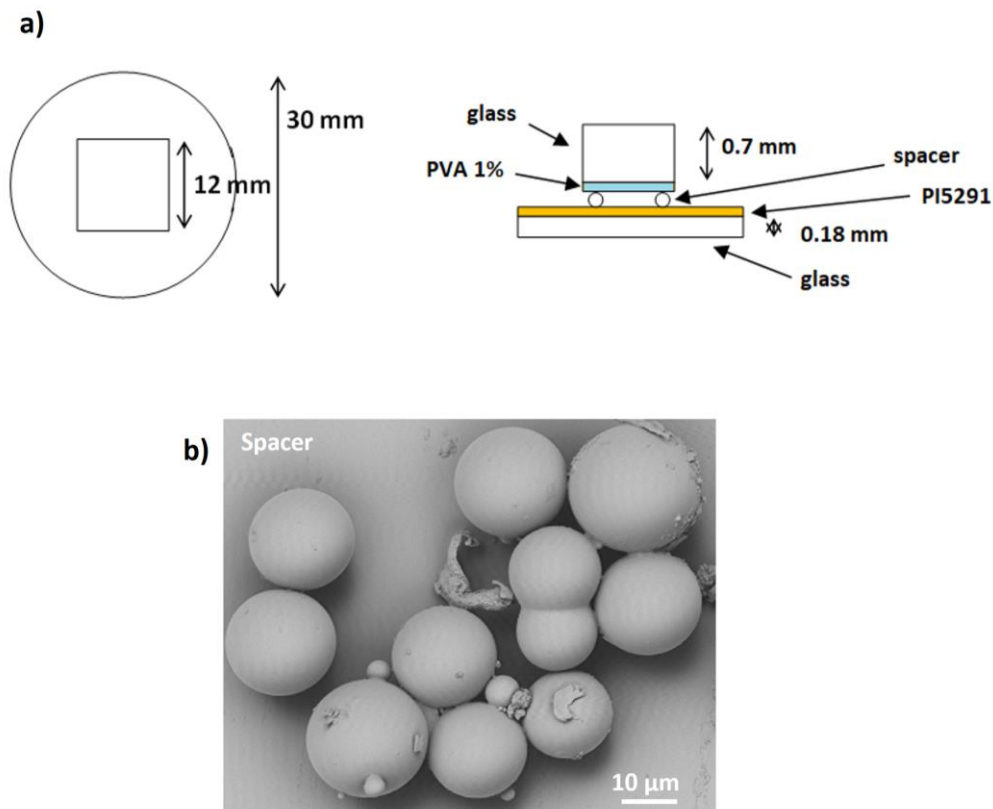 a)
30 mm
12 mm
glass
PVA 1%
0.7 mm
spacer
PI5291
0.18 mm
glass
b)
Spacer
10 µm